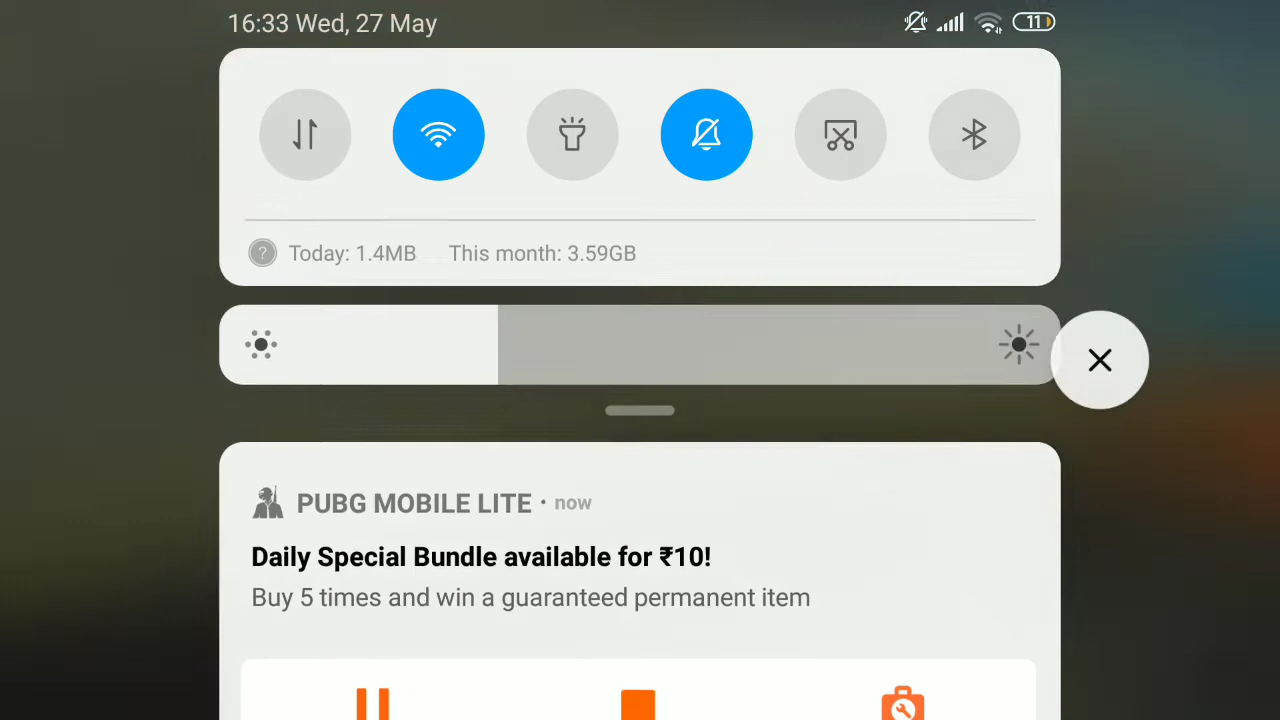 16:33 Wed, 27 May
11
? Today: 1.4MB This month: 3.59GB
PUBG MOBILE LITE · now
Daily Special Bundle available for ₹10!
Buy 5 times and win a guaranteed permanent item